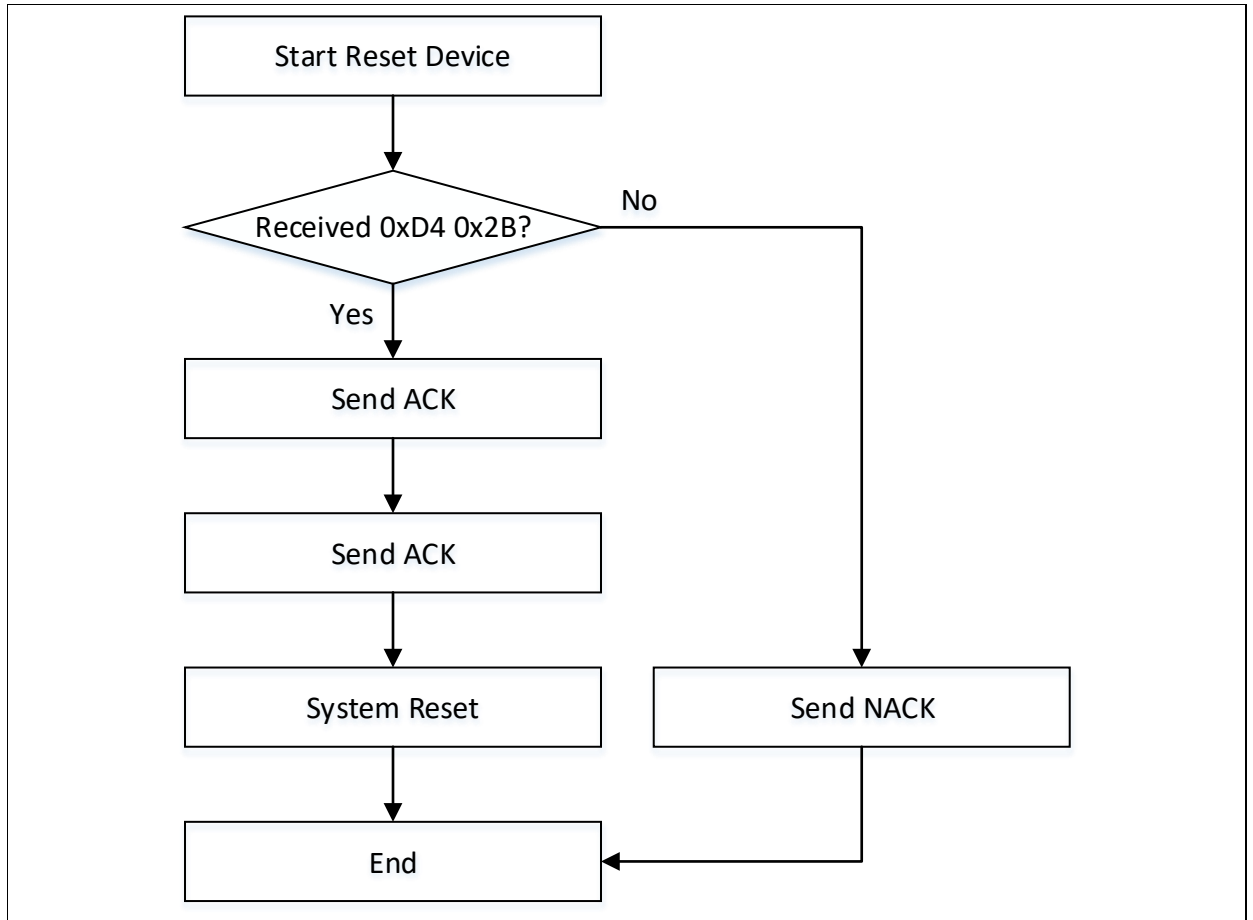 Start Reset Device
Received 0xD4 0x2B?
No
Yes
Send ACK
Send ACK
System Reset
Send NACK
End